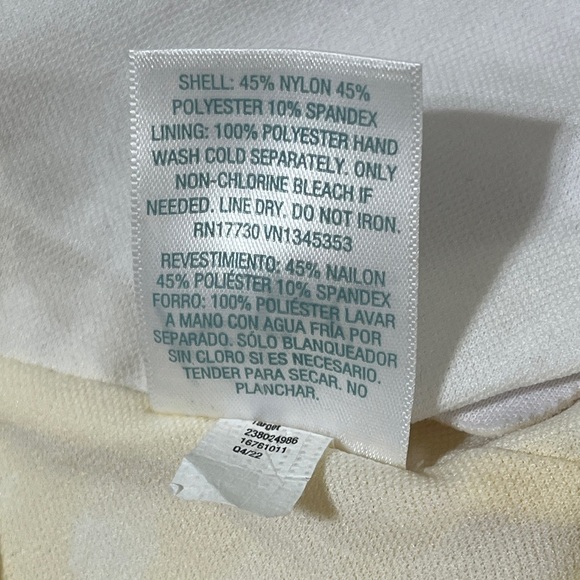 SHELL: 45% NYLON 45%
POLYESTER 10% SPANDEX
LINING: 100% POLYESTER HAND
WASH COLD SEPARATELY. ONLY
NON-CHLORINE BLEACH IF
NEEDED. LINE DRY. DO NOT IRON.
RN17730 VN1345353
REVESTIMIENTO: 45% NAILON
45% POLIÉSTER 10% SPANDEX
FORRO: 100% POLIÉSTER LAVAR
A MANO CON AGUA FRÍA POR
SEPARADO. SÓLO BLANQUEADOR
SIN CLORO SI ES NECESARIO.
TENDER PARA SECAR. NO
PLANCHAR.
Target
238024986
16761011
04/22